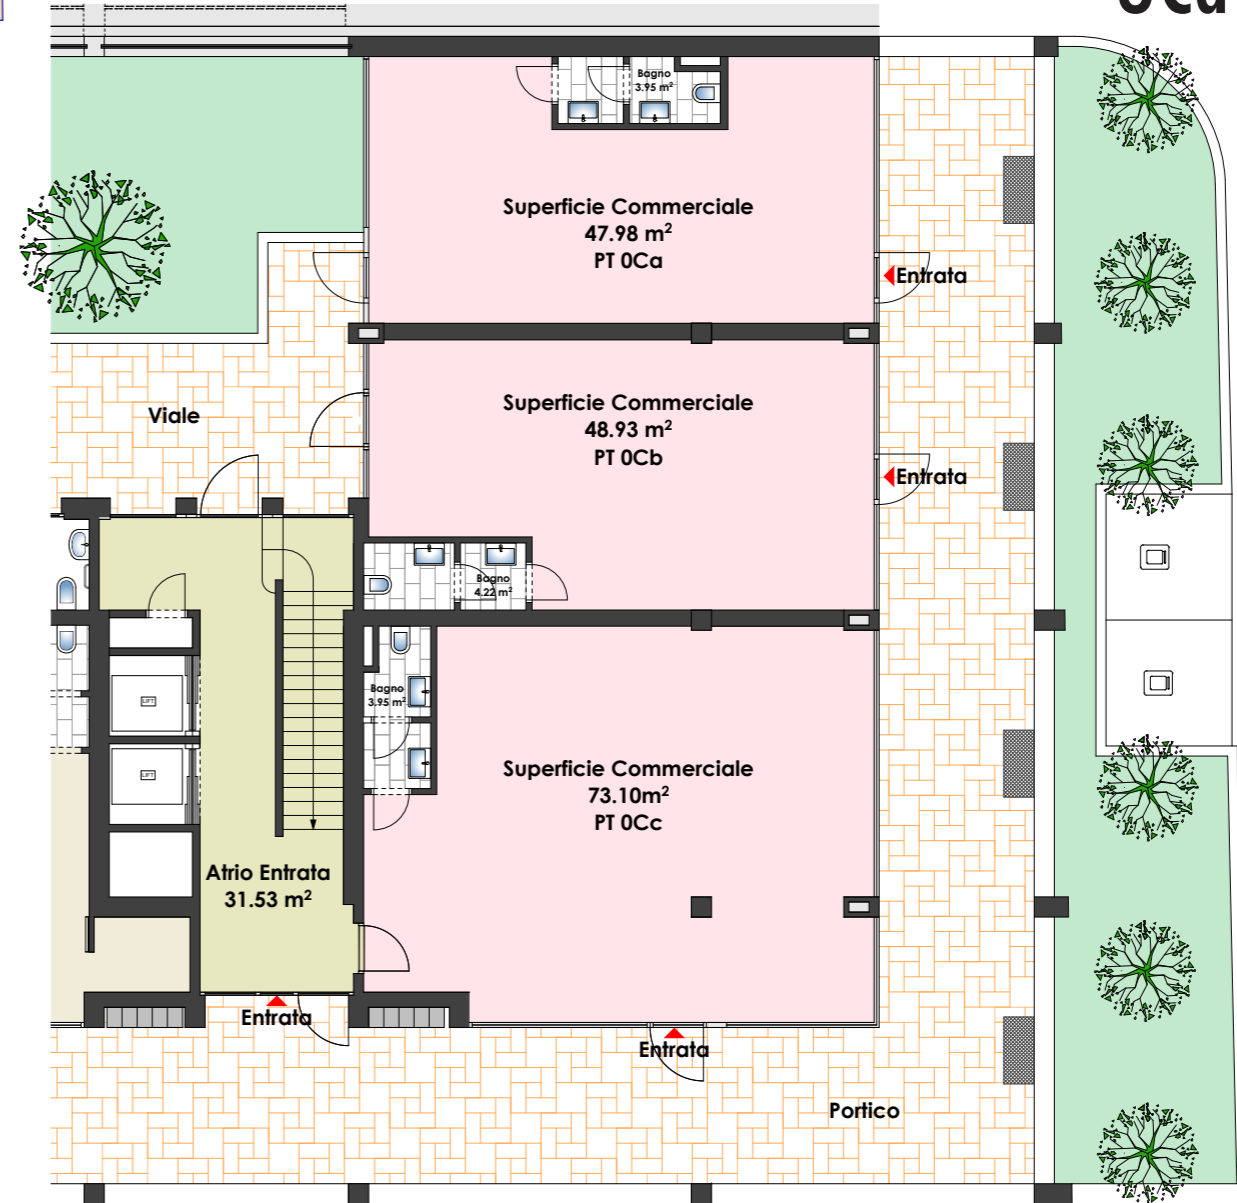 Bagno
3.95 m²
Superficie Commerciale
47.98 m²
PT 0Ca
Entrata
Superficie Commerciale
48.93 m²
PT 0Cb
Viale
Entrata
Bagno
4.22 m²
Bagno
3.95 m²
LIFT
LIFT
Superficie Commerciale
73.10m²
PT 0Cc
Atrio Entrata
31.53 m²
Entrata
Entrata
Portico